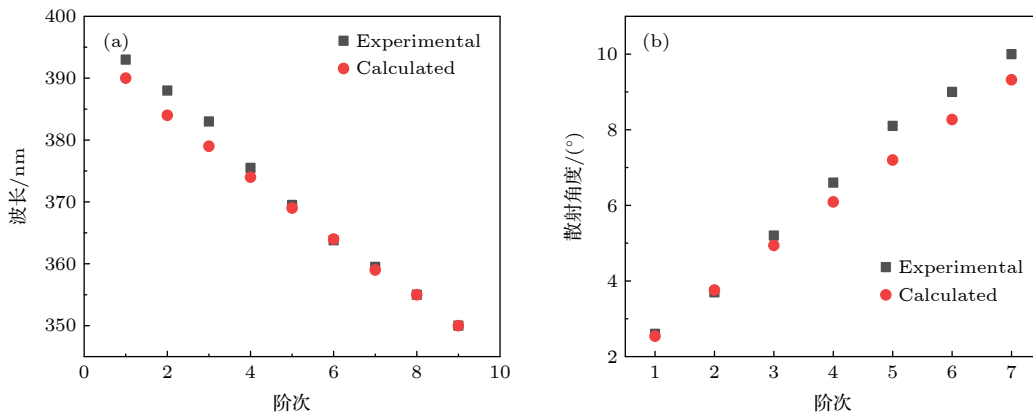 (a)
Experimental
Calculated
400
390
380
370
360
350
0 2 4 6 8 10
波长/nm
阶次
(b)
Experimental
Calculated
10
8
6
4
2
1 2 3 4 5 6 7
散射角度/(°)
阶次